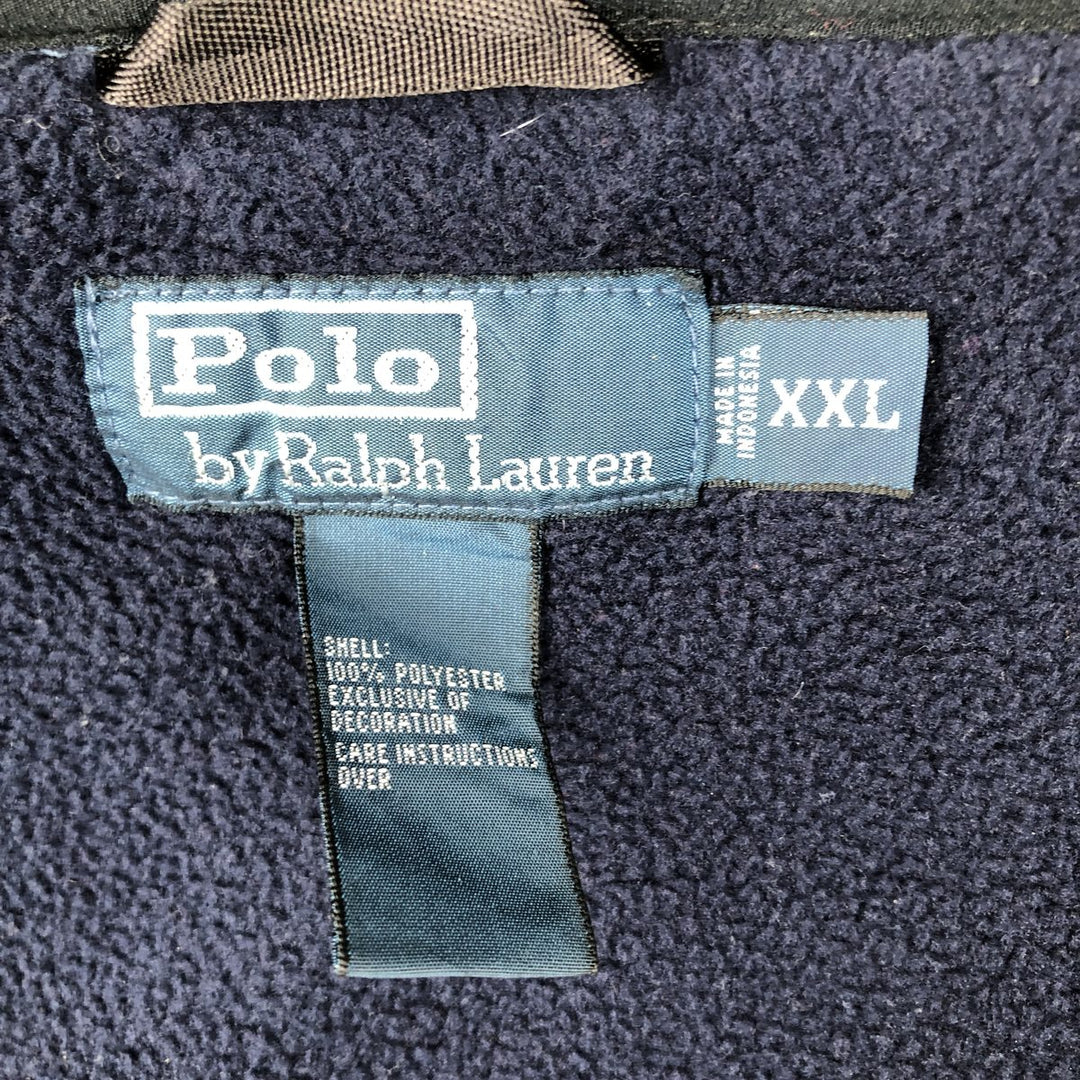 Polo
by Ralph Lauren
MADE IN
INDONESIA
XXL
SHELL:
100% POLYESTER
EXCLUSIVE OF
DECORATION
CARE INSTRUCTIONS
OVER